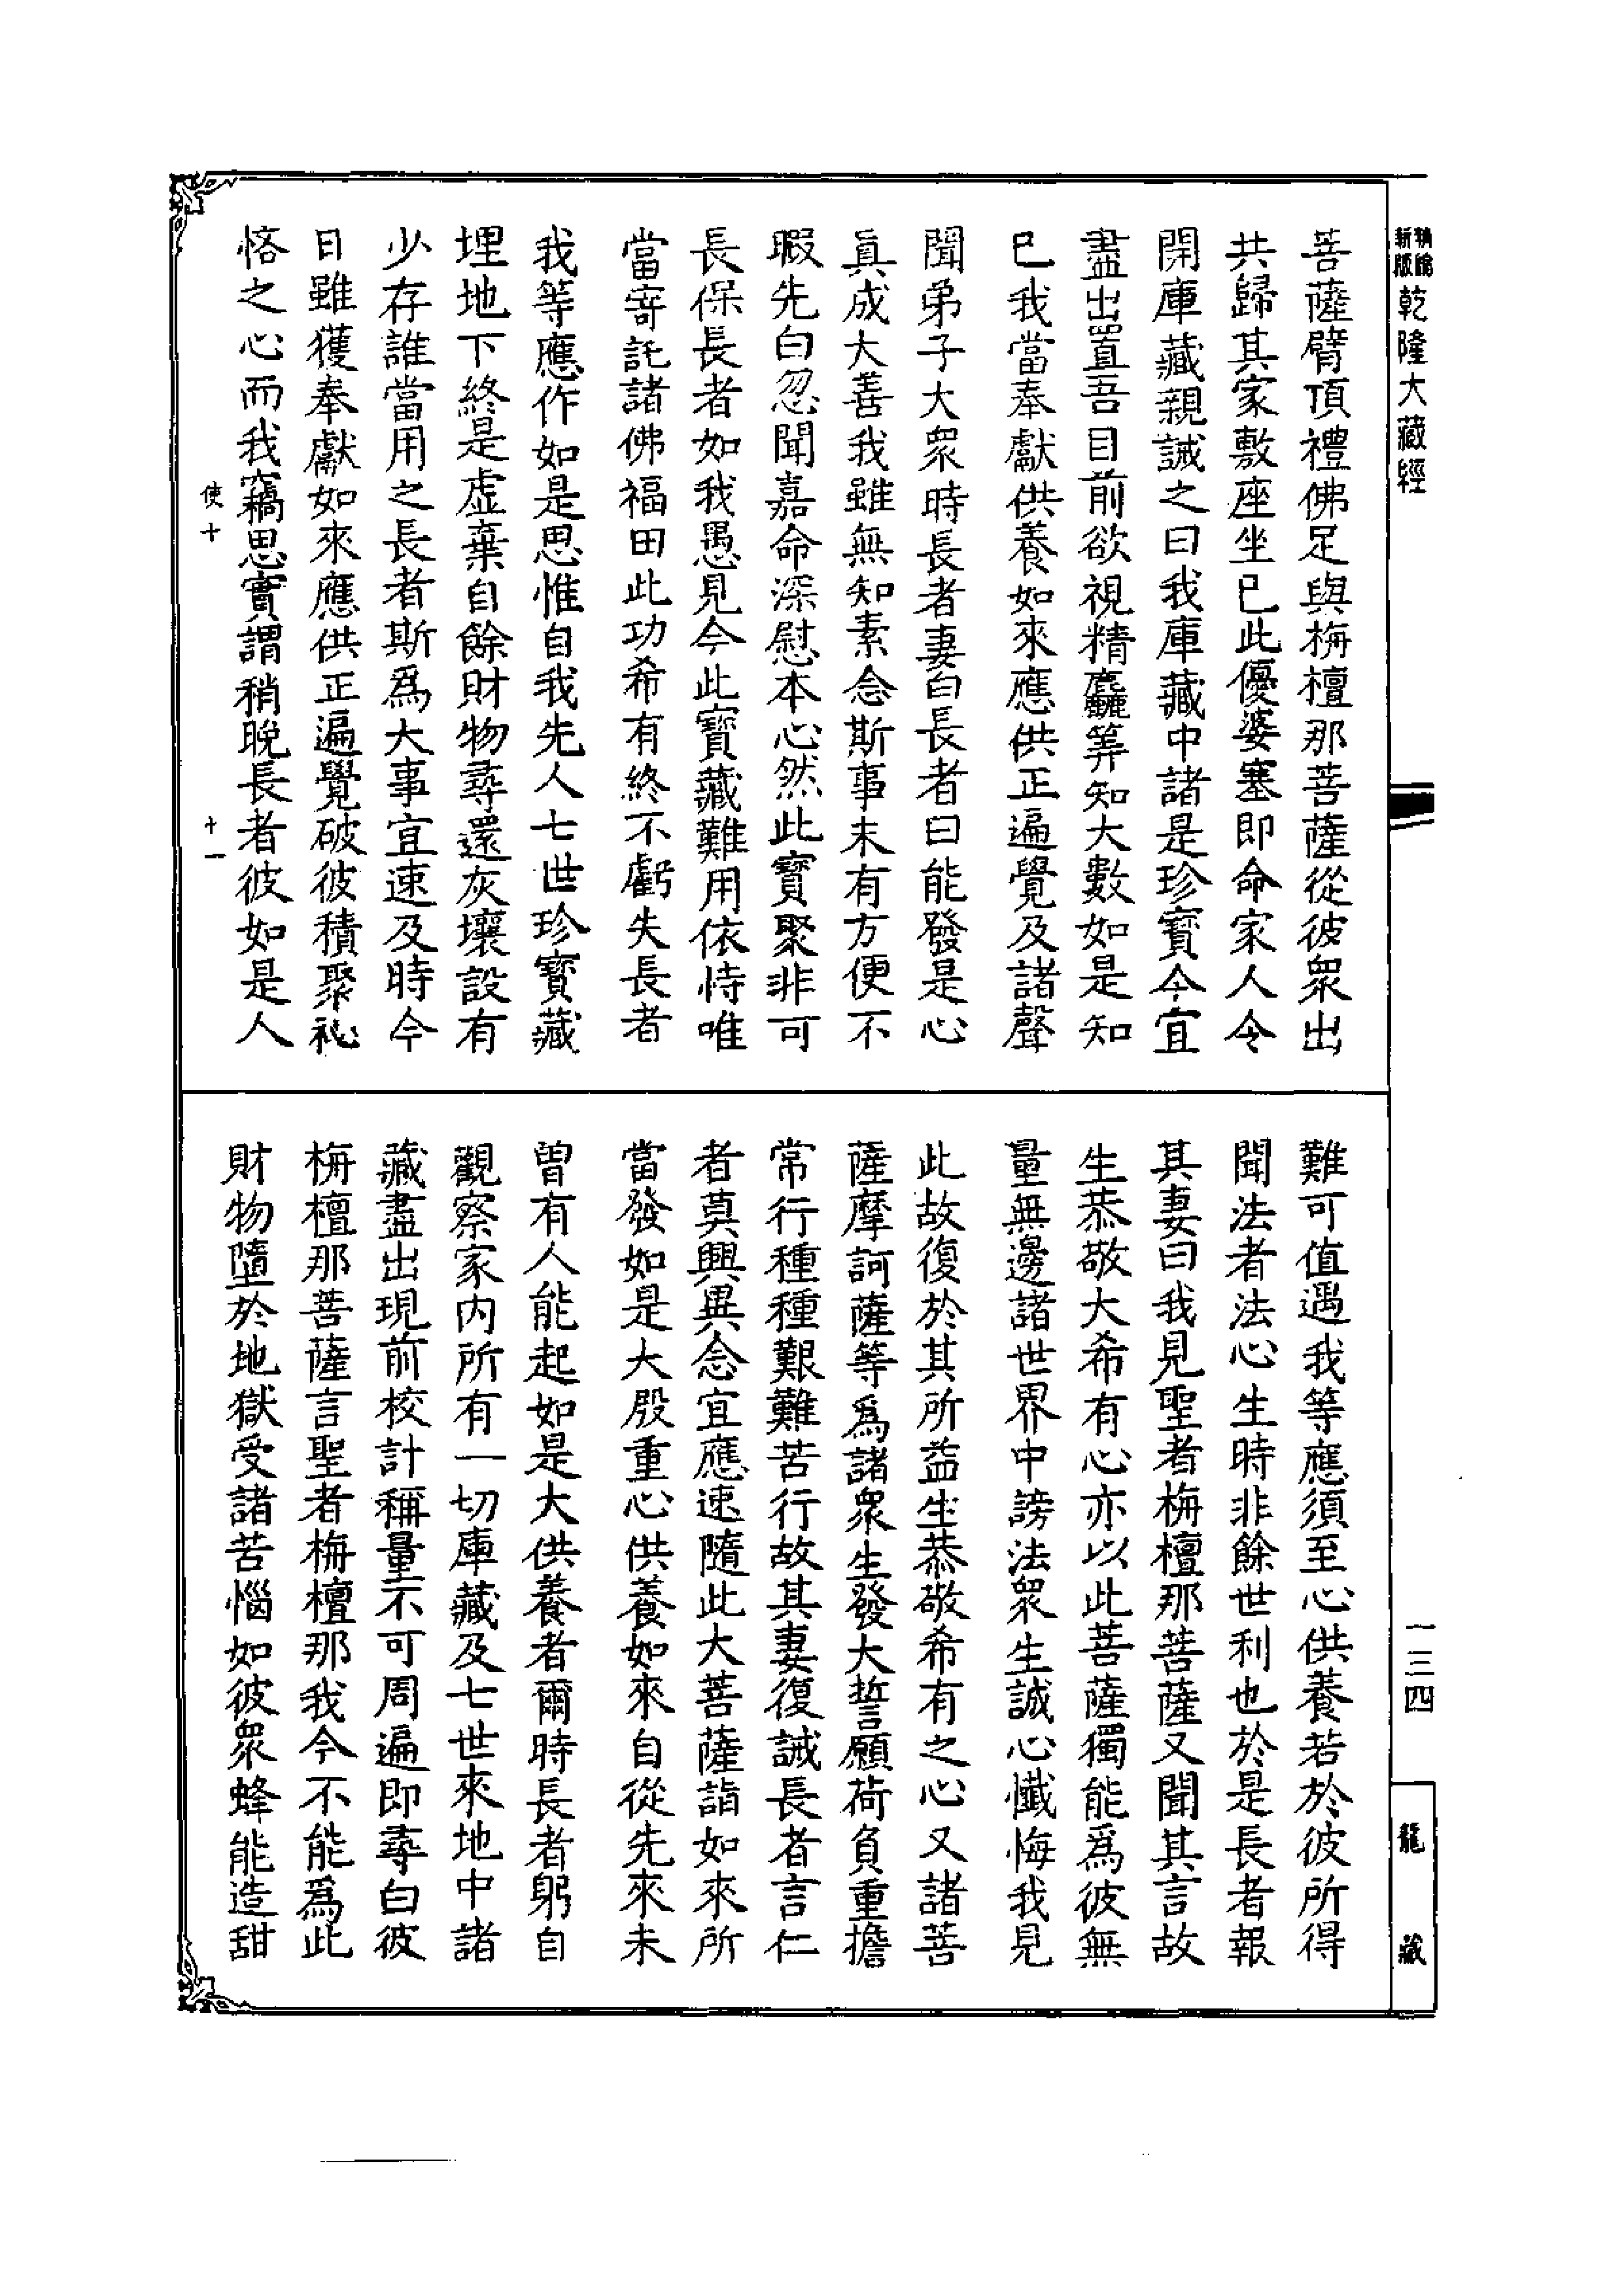 新版
乾隆大藏經
一三四
龍藏
菩薩臂頂禮佛足與栴檀那菩薩從彼衆出
共歸其家敷座坐已此優婆塞即命家人令
開庫藏親誡之曰我庫藏中諸是珍寶今宜
盡出置吾目前欲視精麤筭知大數如是知
已我當奉獻供養如來應供正遍覺及諸聲
聞弟子大衆時長者妻白長者曰能發是心
眞成大善我雖無知素念斯事未有方便不
暇先白忽聞嘉命深慰本心然此寳聚非可
長保長者如我愚見今此寳藏難用依恃唯
當寄託諸佛福田此功希有終不虧失長者
我等應作如是思惟自我先人七世珍寳藏
埋地下終是虛棄自餘財物尋還灰壞設有
少存誰當用之長者斯爲大事宜速及時今
日雖獲奉獻如來應供正遍覺破彼積聚祕
悋之心而我竊思實謂稍晚長者彼如是人
使十
十一
難可值遇我等應須至心供養若於彼所得
聞法者法心生時非餘世利也於是長者報
其妻曰我見聖者栴檀那菩薩又聞其言故
生恭敬大希有心亦以此菩薩獨能爲彼無
量無邊諸世界中謗法衆生誠心懺悔我見
此故復於其所益生恭敬希有之心又諸菩
薩摩訶薩等爲諸衆生發大誓願荷負重擔
常行種種艱難苦行故其妻復誡長者言仁
者莫興異念宜應速隨此大菩薩詣如來所
當發如是大殷重心供養如來自從先來未
曽有人能起如是大供養者爾時長者躬自
觀察家内所有一切庫藏及七世來地中諸
藏盡出現前校計稱量不可周遍即尋白彼
栴檀那菩薩言聖者栴檀那我今不能爲此
財物墮於地獄受諸苦惱如彼衆蜂能造甜